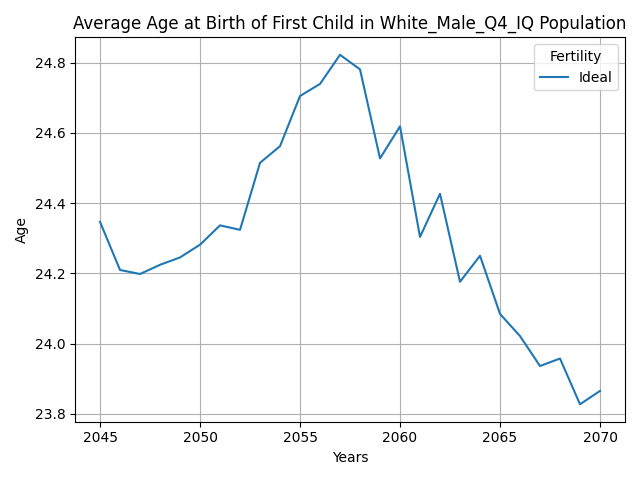 Average Age at Birth of First Child in White_Male_Q4_IQ Population
Fertility
Ideal
Age
24.8
24.6
24.4
24.2
24.0
23.8
2045 2050 2055 2060 2065 2070
Years